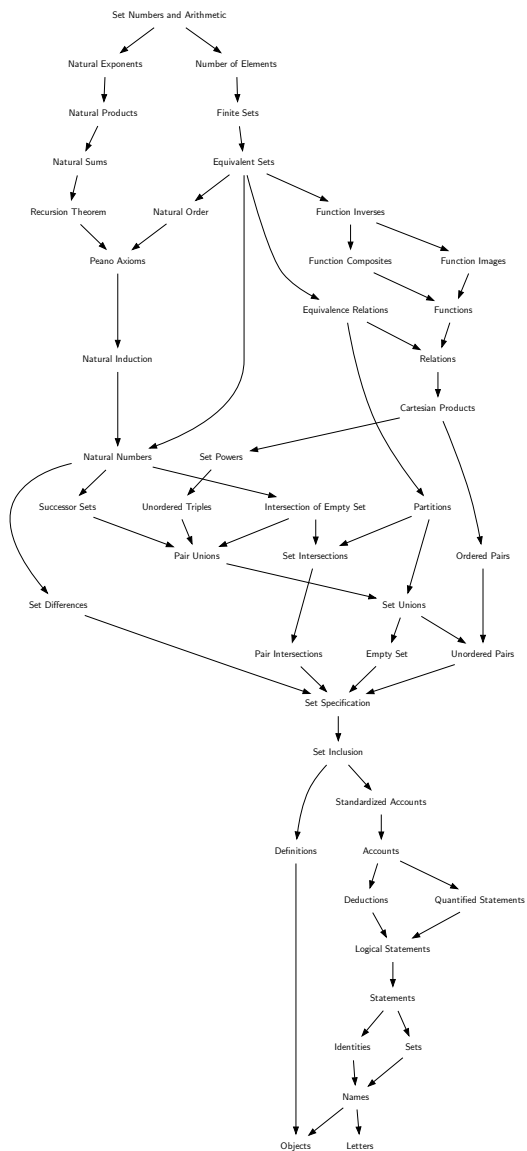 Set Numbers and Arithmetic
Natural Exponents
Number of Elements
Natural Products
Finite Sets
Natural Sums
Equivalent Sets
Recursion Theorem
Natural Order
Function Inverses
Peano Axioms
Function Composites
Function Images
Equivalence Relations
Functions
Natural Induction
Relations
Cartesian Products
Natural Numbers
Set Powers
Successor Sets
Unordered Triples
Intersection of Empty Set
Partitions
Pair Unions
Set Intersections
Ordered Pairs
Set Differences
Set Unions
Pair Intersections
Empty Set
Unordered Pairs
Set Specification
Set Inclusion
Standardized Accounts
Definitions
Accounts
Deductions
Quantified Statements
Logical Statements
Statements
Identities
Sets
Names
Objects
Letters